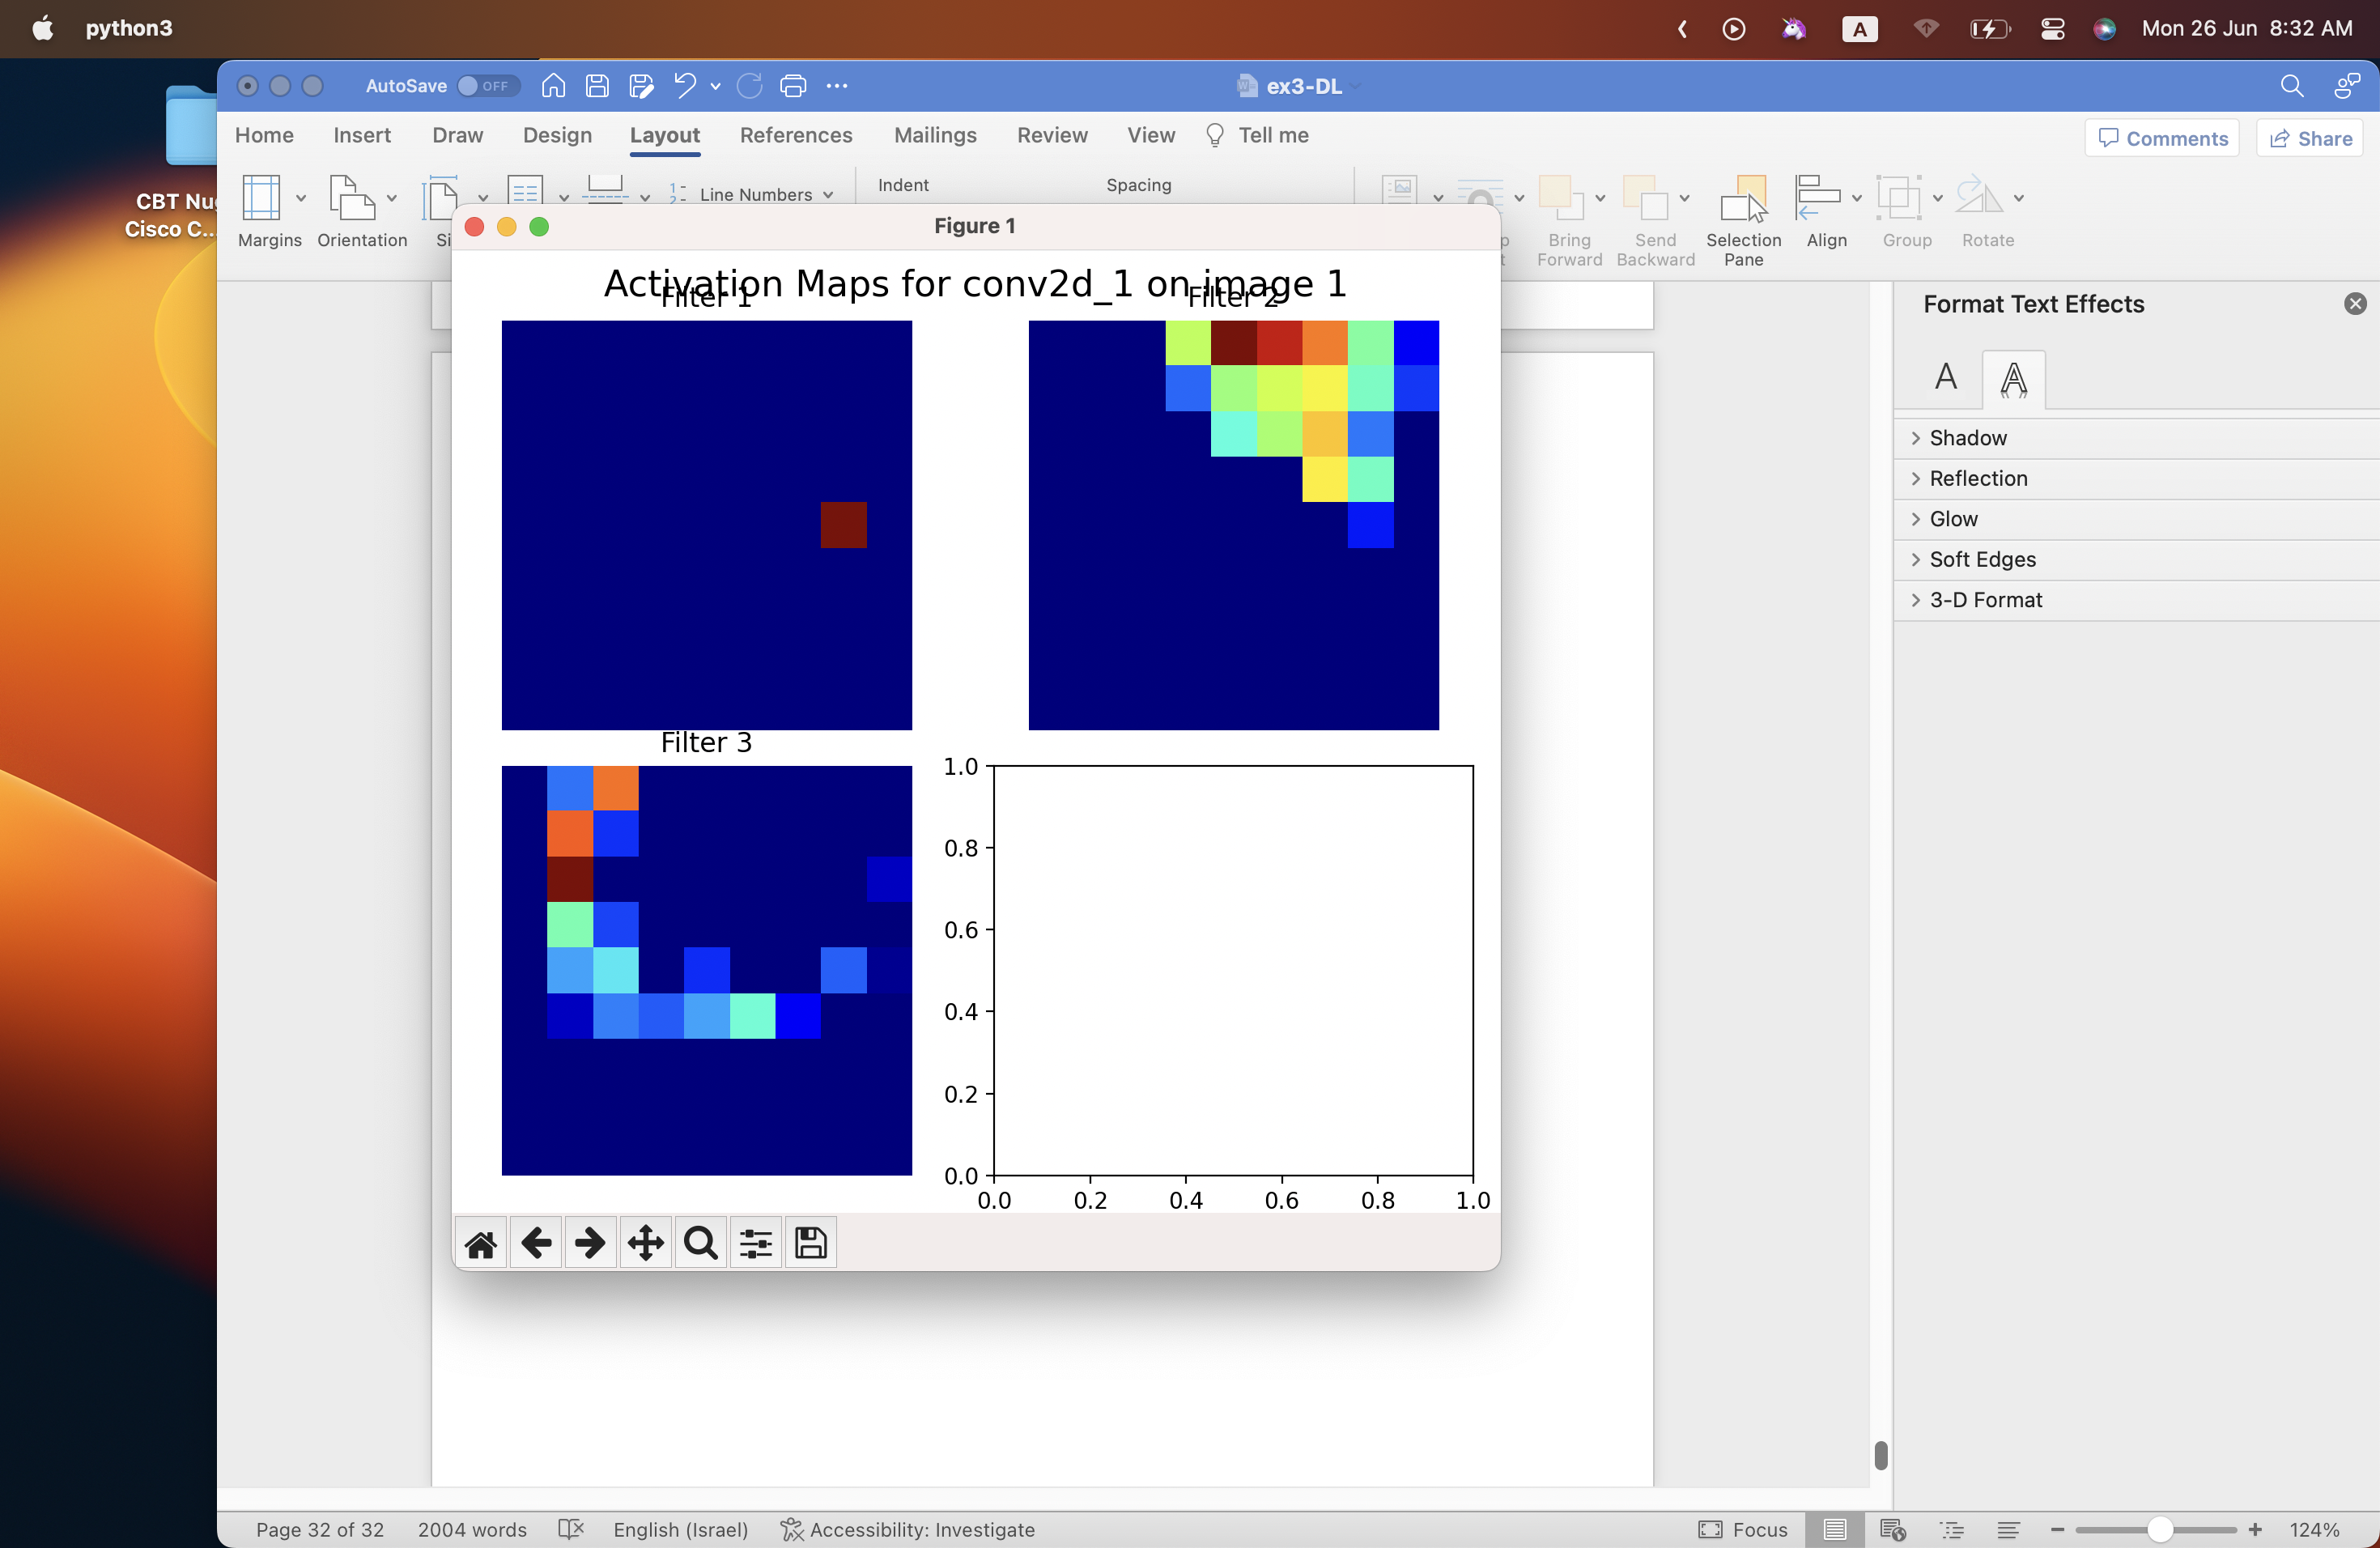 python3
A
Mon 26 Jun 8:32 AM
CBT Nu
Cisco C...
AutoSave OFF
ex3-DL
Home Insert Draw Design Layout References Mailings Review View Tell me
Comments Share
Line Numbers
Indent
Spacing
Margins Orientation
Bring
Forward
Send
Backward
Selection
Pane
Align
Group
Rotate
Figure 1
Activation Maps for conv2d_1 on image 1
Filter 1
Filter 2
Filter 3
1.0
0.8
0.6
0.4
0.2
0.0
0.0 0.2 0.4 0.6 0.8 1.0
Format Text Effects
A A
Shadow
Reflection
Glow
Soft Edges
3-D Format
Page 32 of 32 2004 words English (Israel) Accessibility: Investigate
Focus
124%